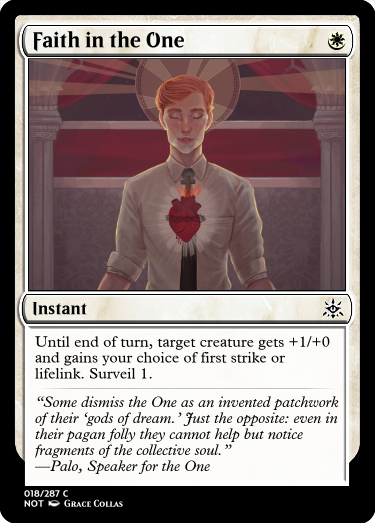 Faith in the One
Instant
Until end of turn, target creature gets +1/+0
and gains your choice of first strike or
lifelink. Surveil 1.
“Some dismiss the One as an invented patchwork
of their ‘gods of dream.’ Just the opposite: even in
their pagan folly they cannot help but notice
fragments of the collective soul.”
—Palo, Speaker for the One
018/287 C
NOT Grace Collas